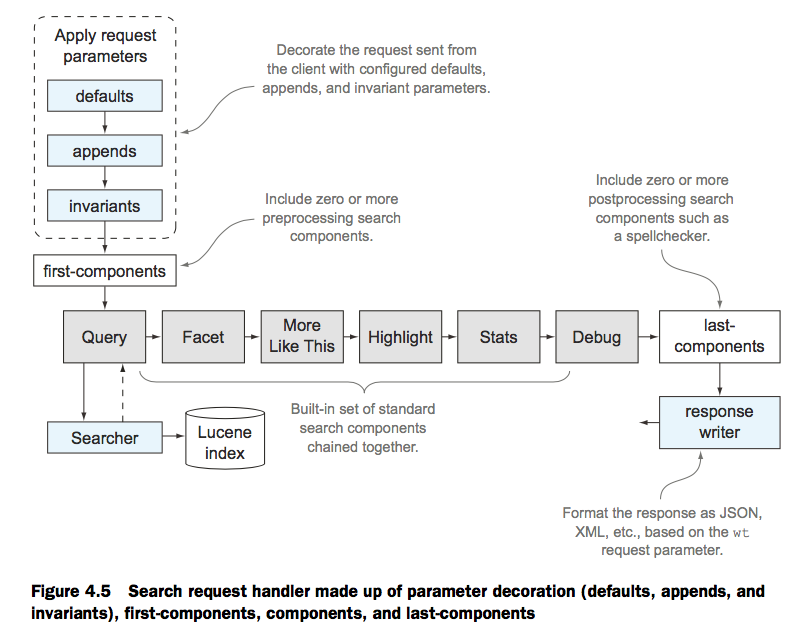 Apply request
parameters
defaults
appends
invariants
Decorate the request sent from
the client with configured defaults,
appends, and invariant parameters.
Include zero or more
preprocessing search
components.
Include zero or more
postprocessing search
components such as
a spellchecker.
first-components
Query
Facet
More
Like This
Highlight
Stats
Debug
last-
components
Searcher
Lucene
index
Built-in set of standard
search components
chained together.
response
writer
Format the response as JSON,
XML, etc., based on the wt
request parameter.
Figure 4.5 Search request handler made up of parameter decoration (defaults, appends, and
invariants), first-components, components, and last-components